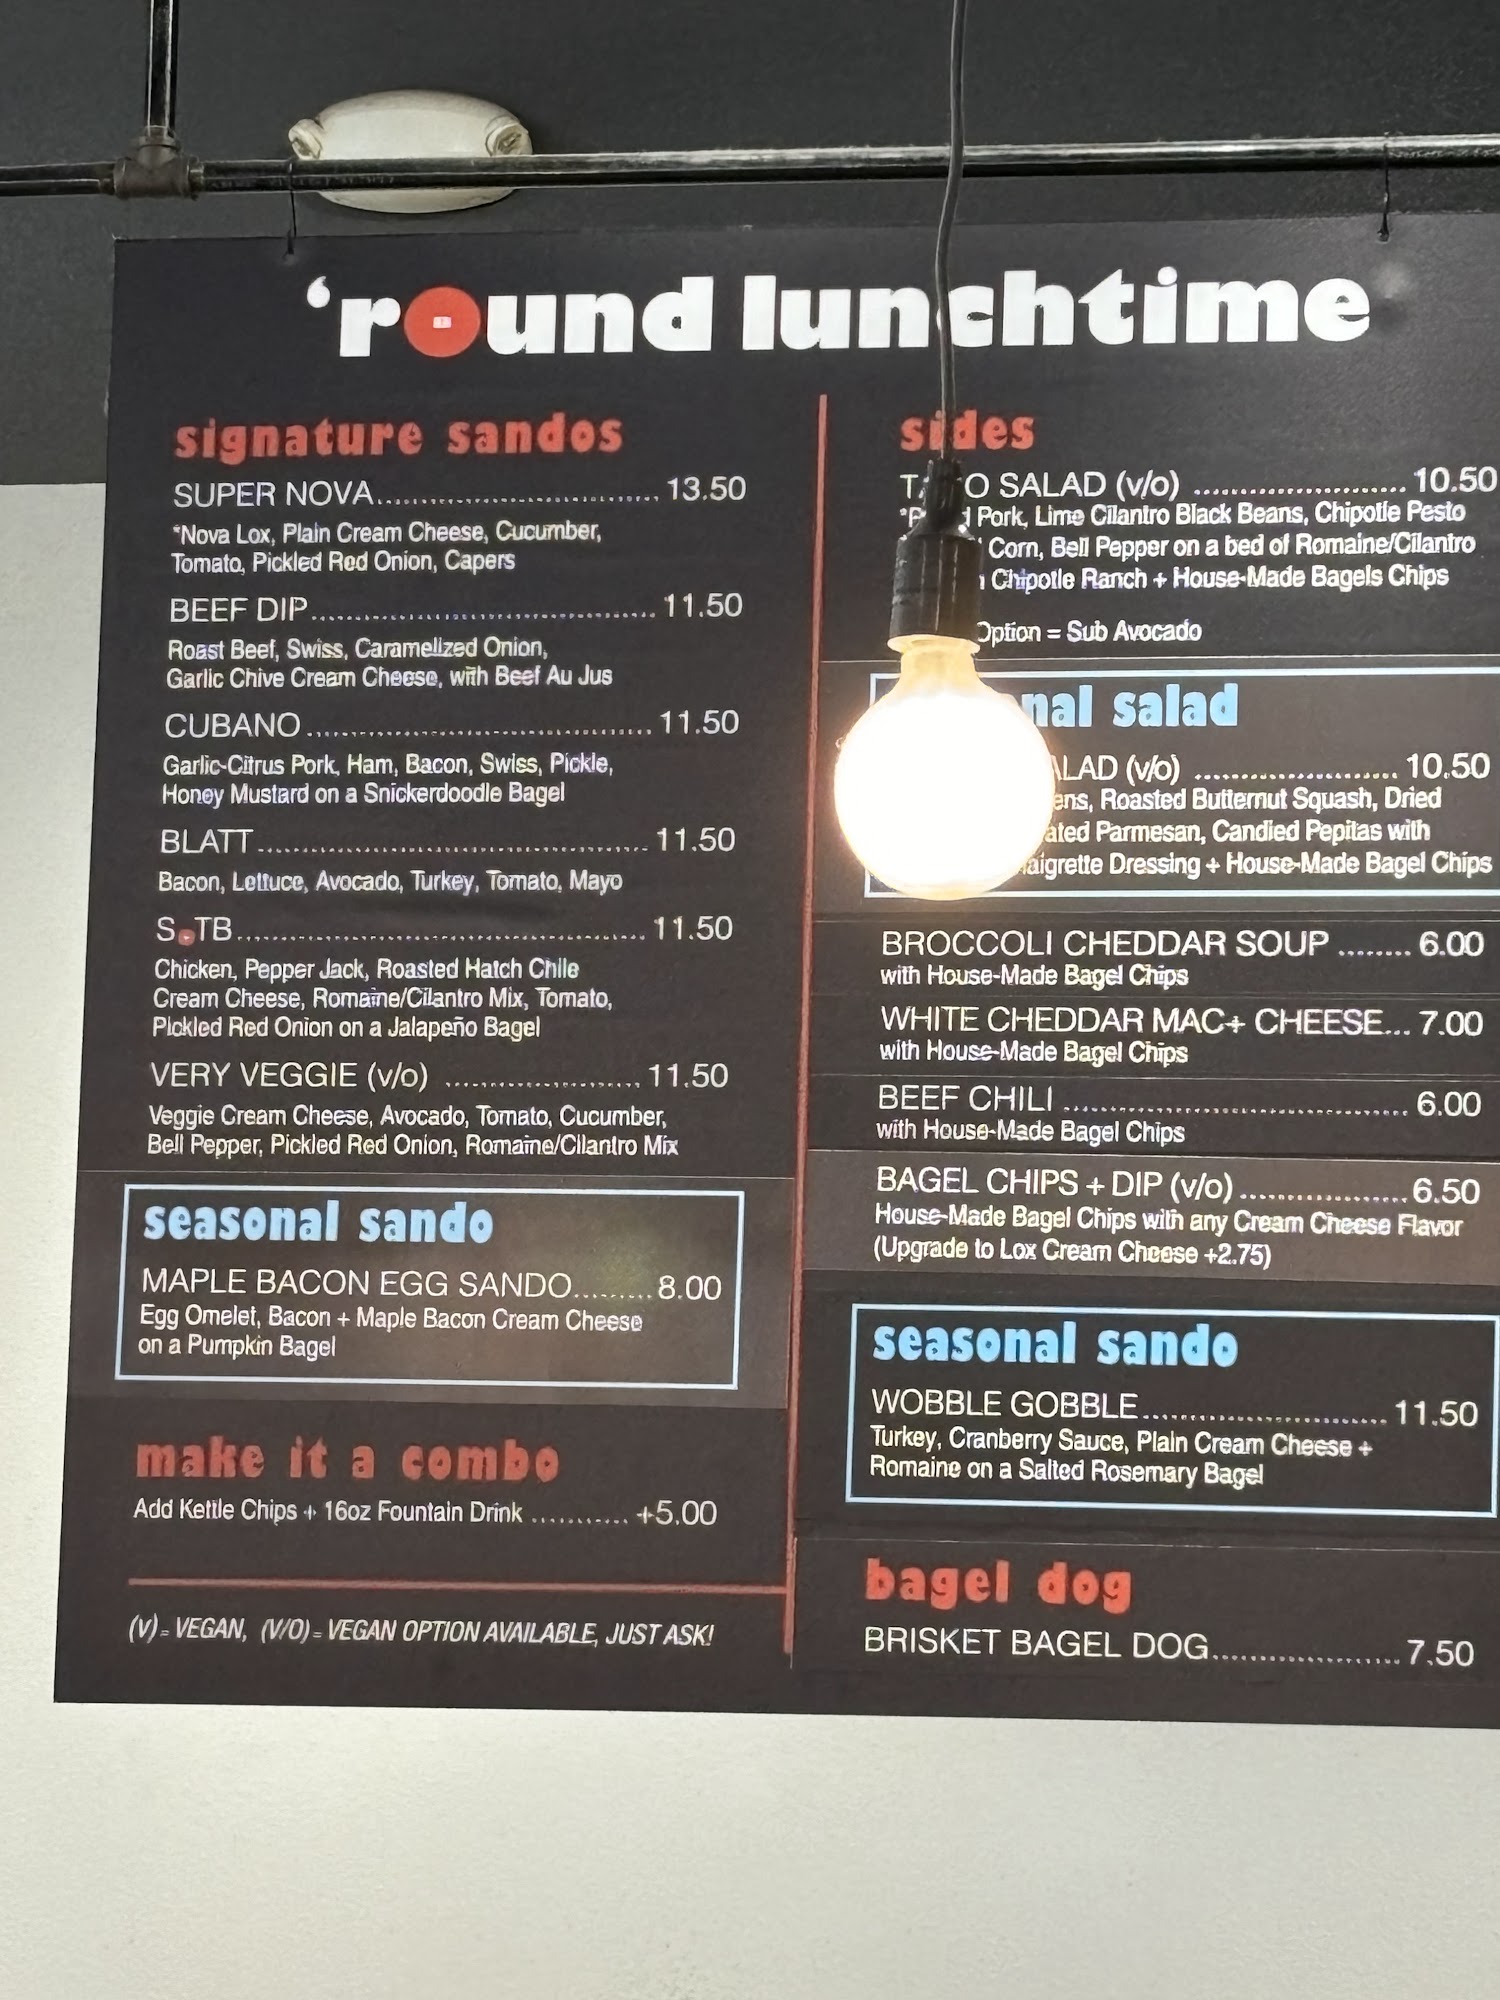 'round lunchtime
signature sandos
SUPER NOVA.................................. 13.50
*Nova Lox, Plain Cream Cheese, Cucumber,
Tomato, Pickled Red Onion, Capers
BEEF DIP.......................................... 11.50
Roast Beef, Swiss, Caramelized Onion,
Garlic Chive Cream Cheese, with Beef Au Jus
CUBANO.......................................... 11.50
Garlic-Citrus Pork, Ham, Bacon, Swiss, Pickle,
Honey Mustard on a Snickerdoodle Bagel
BLATT............................................... 11.50
Bacon, Lettuce, Avocado, Turkey, Tomato, Mayo
S.TB.................................................. 11.50
Chicken, Pepper Jack, Roasted Hatch Chile
Cream Cheese, Romaine/Cilantro Mix, Tomato,
Pickled Red Onion on a Jalapeño Bagel
VERY VEGGIE (v/o) ........................ 11.50
Veggie Cream Cheese, Avocado, Tomato, Cucumber,
Bell Pepper, Pickled Red Onion, Romaine/Cilantro Mix
seasonal sando
MAPLE BACON EGG SANDO......... 8.00
Egg Omelet, Bacon + Maple Bacon Cream Cheese
on a Pumpkin Bagel
make it a combo
Add Kettle Chips + 16oz Fountain Drink ........... +5.00
(V)= VEGAN, (V/O)= VEGAN OPTION AVAILABLE, JUST ASK!
sides
SALAD (v/o) .......................... 10.50
Pork, Lime Cilantro Black Beans, Chipotle Pesto
Corn, Bell Pepper on a bed of Romaine/Cilantro
Chipotle Ranch + House-Made Bagels Chips
Option = Sub Avocado
salad
(v/o) ......................... 10.50
Roasted Butternut Squash, Dried
Parmesan, Candied Pepitas with
Dressing + House-Made Bagel Chips
BROCCOLI CHEDDAR SOUP ......... 6.00
with House-Made Bagel Chips
WHITE CHEDDAR MAC+ CHEESE... 7.00
with House-Made Bagel Chips
BEEF CHILI .......................................... 6.00
with House-Made Bagel Chips
BAGEL CHIPS + DIP (v/o)..................... 6.50
House-Made Bagel Chips with any Cream Cheese Flavor
(Upgrade to Lox Cream Cheese +2.75)
seasonal sando
WOBBLE GOBBLE.............................. 11.50
Turkey, Cranberry Sauce, Plain Cream Cheese +
Romaine on a Salted Rosemary Bagel
bagel dog
BRISKET BAGEL DOG....................... 7.50